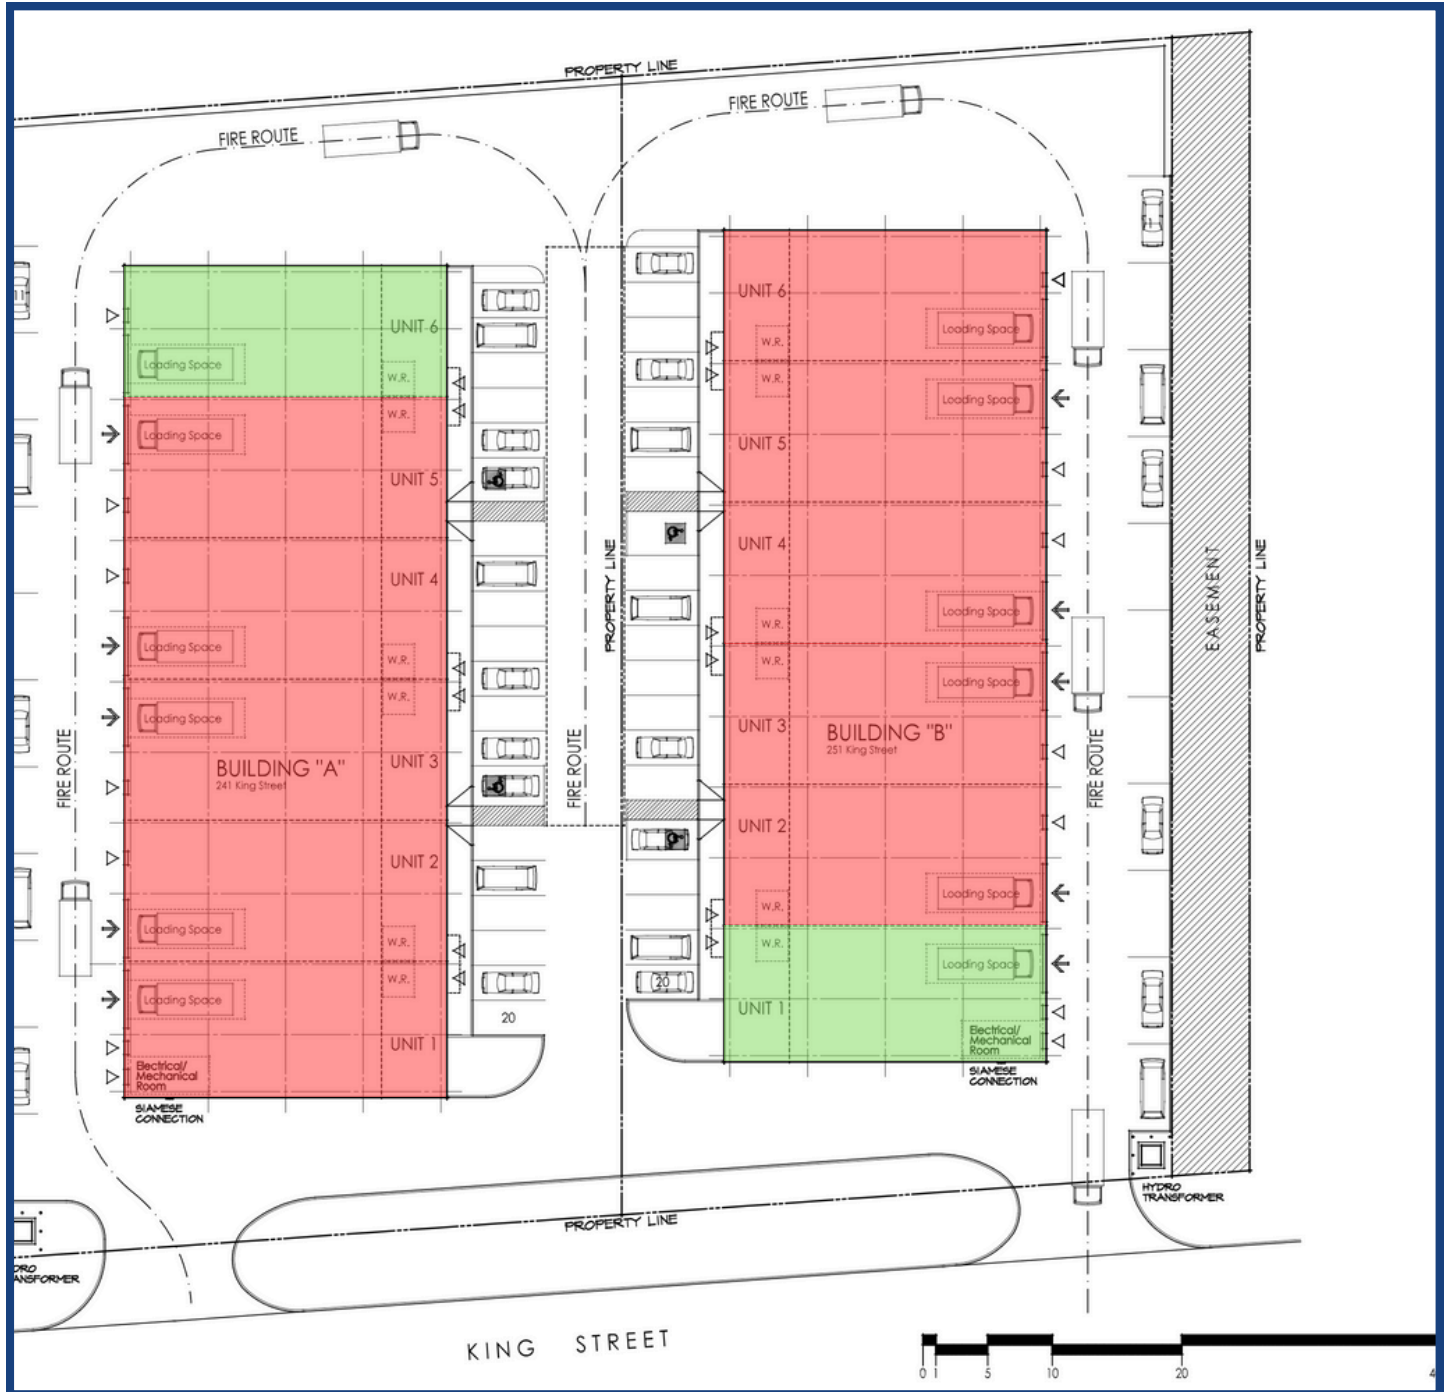 PROPERTY LINE
FIRE ROUTE
FIRE ROUTE
UNIT 6
Loading Space
W.R.
W.R.
Loading Space
UNIT 5
UNIT 4
Loading Space
W.R.
W.R.
Loading Space
UNIT 3
BUILDING "A"
241 King Street
UNIT 2
Loading Space
W.R.
W.R.
Loading Space
UNIT 1
Electrical/
Mechanical
Room
SIAMESE
CONNECTION
20
FIRE ROUTE
FIRE ROUTE
PROPERTY LINE
UNIT 6
Loading Space
W.R.
W.R.
Loading Space
UNIT 5
UNIT 4
Loading Space
W.R.
W.R.
Loading Space
UNIT 3
BUILDING "B"
251 King Street
UNIT 2
Loading Space
W.R.
W.R.
Loading Space
20
UNIT 1
Electrical/
Mechanical
Room
SIAMESE
CONNECTION
FIRE ROUTE
EASEMENT
PROPERTY LINE
HYDRO
TRANSFORMER
PROPERTY LINE
DRO
ANSFORMER
KING STREET
0 1 5 10 20 4